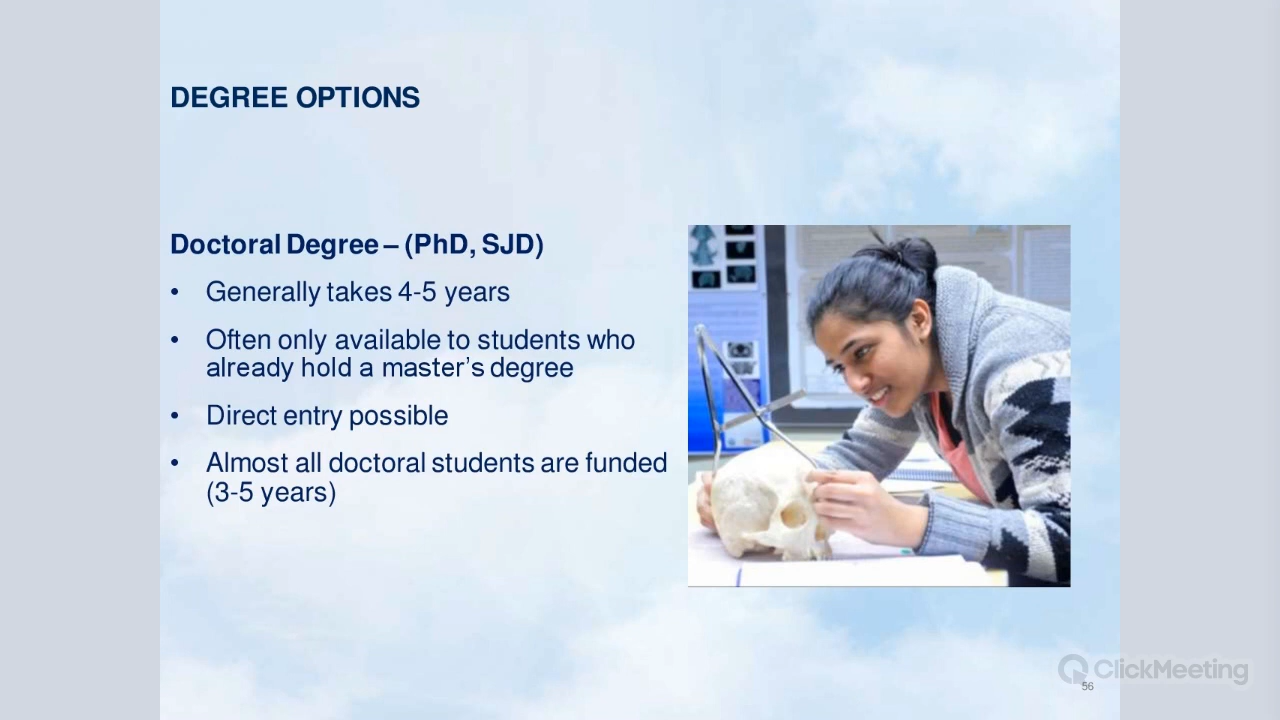 DEGREE OPTIONS
Doctoral Degree – (PhD, SJD)
• Generally takes 4-5 years
• Often only available to students who
already hold a master’s degree
• Direct entry possible
• Almost all doctoral students are funded
(3-5 years)
ClickMeeting
56